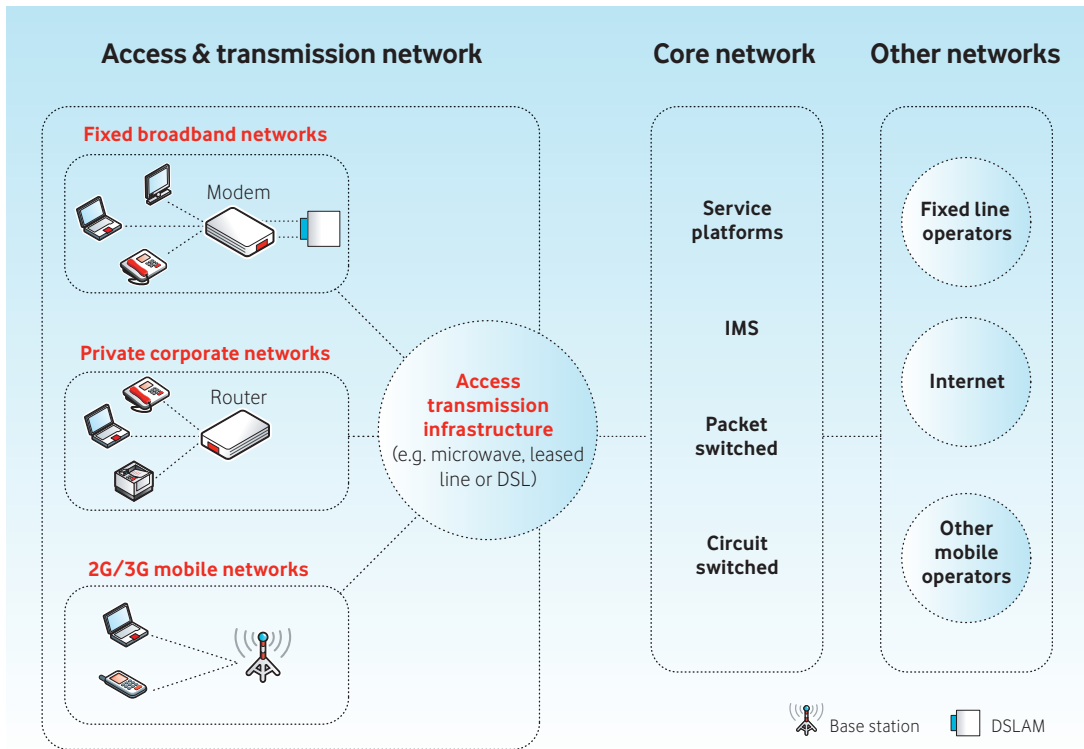 Access & transmission network
Core network
Other networks
Fixed broadband networks
Modem
Private corporate networks
Router
2G/3G mobile networks
Access
transmission
infrastructure
(e.g. microwave, leased
line or DSL)
Service
platforms
IMS
Packet
switched
Circuit
switched
Fixed line
operators
Internet
Other
mobile
operators
Base station
DSLAM